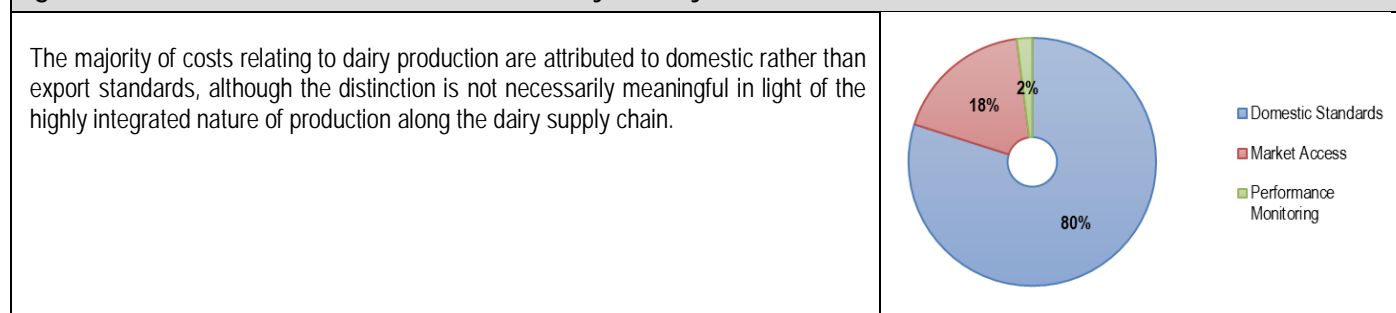 The majority of costs relating to dairy production are attributed to domestic rather than
export standards, although the distinction is not necessarily meaningful in light of the
highly integrated nature of production along the dairy supply chain.
2%
18%
80%
Domestic Standards
Market Access
Performance
Monitoring